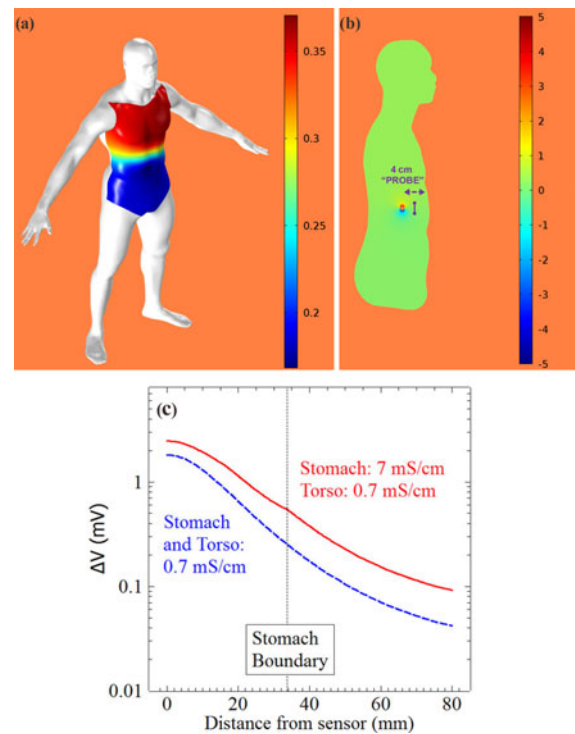 (a)
0.35
0.3
0.25
0.2
(b)
4 cm
“PROBE”
5
4
3
2
1
0
-1
-2
-3
-4
-5
(c)
Stomach: 7 mS/cm
Torso: 0.7 mS/cm
Stomach
and Torso:
0.7 mS/cm
Stomach
Boundary
ΔV (mV)
1
0.1
0.01
0
20
40
60
80
Distance from sensor (mm)